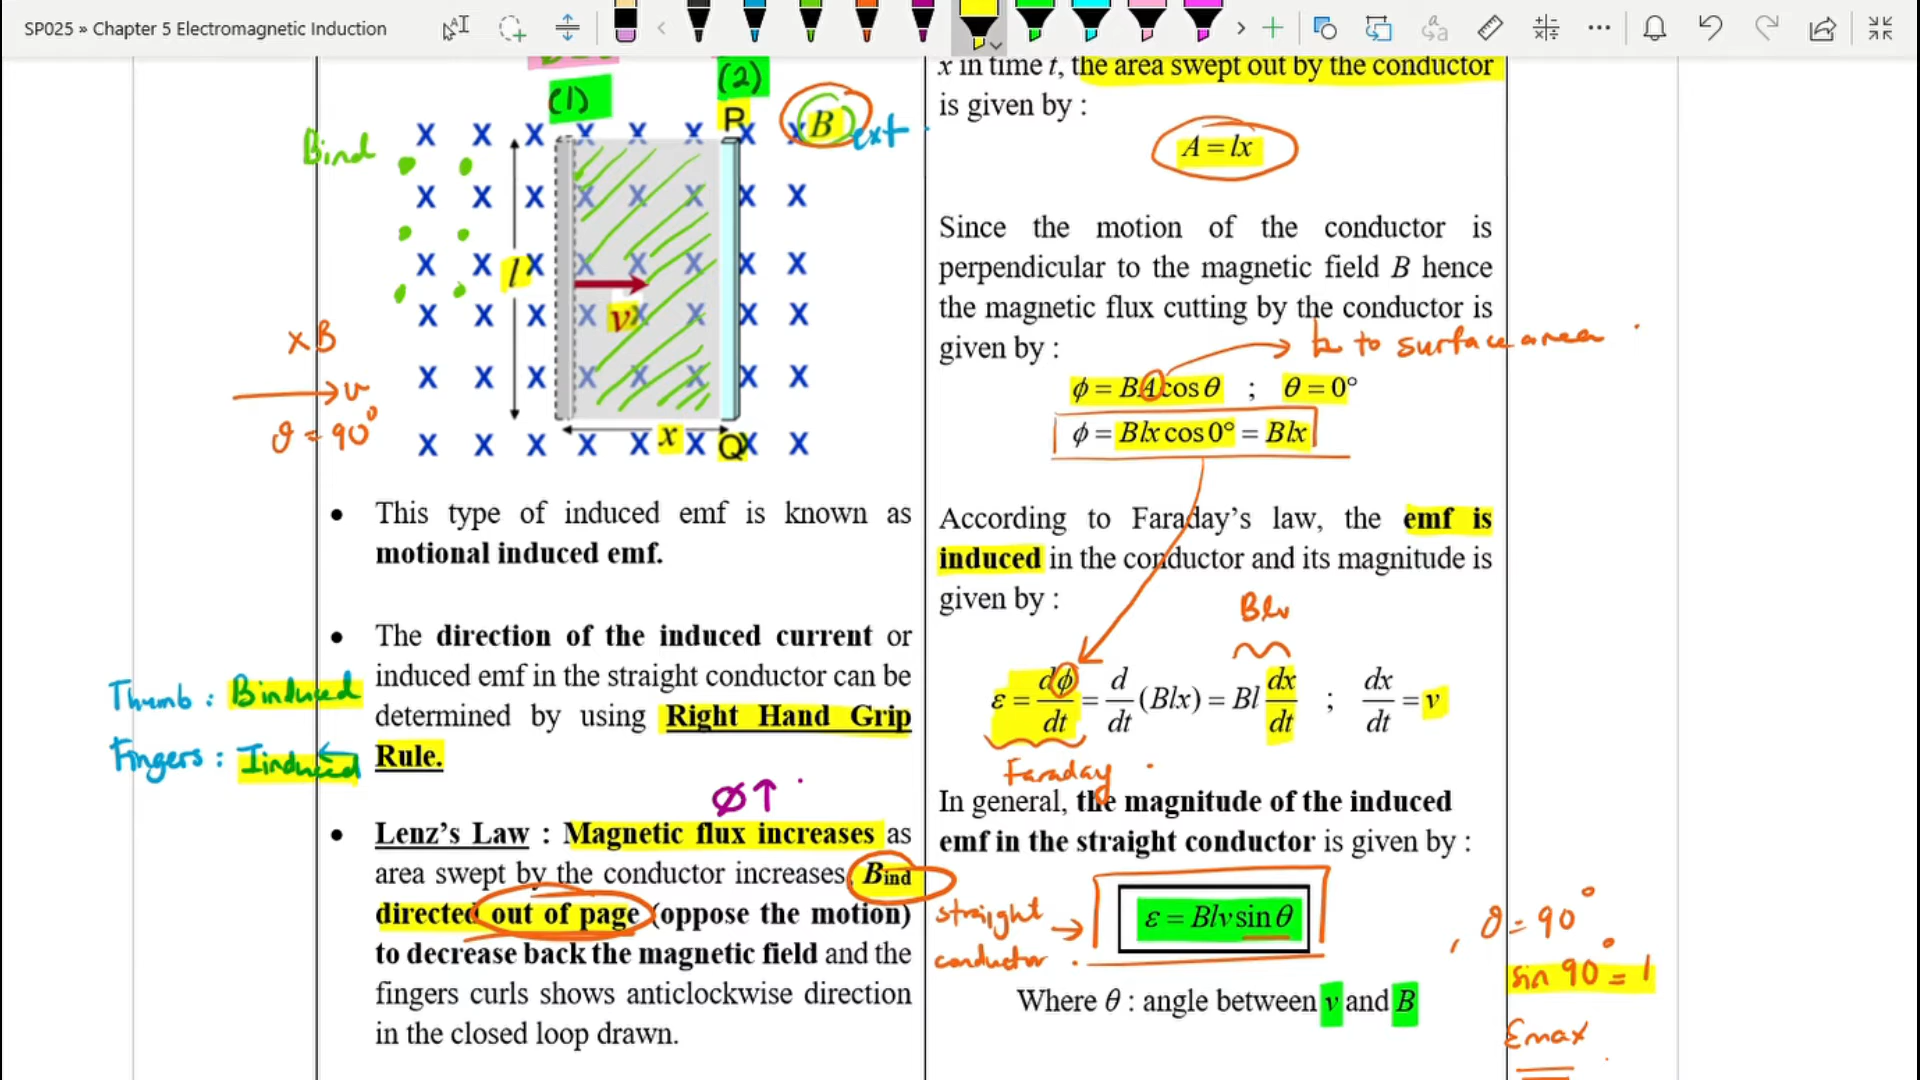 SP025 » Chapter 5 Electromagnetic Induction
(1)
(2)
R
B ext
Bind
X X X X X X X X
X X X X X X X X
l
X X X X X X X X
v
X X X X X X X X
X X X X X X X X
X X X X x X Q X X
x B
v
θ = 90°
• This type of induced emf is known as
motional induced emf.
• The direction of the induced current or
induced emf in the straight conductor can be
determined by using Right Hand Grip
Rule.
Thumb : Binduced
Fingers : Iinduced
Ø↑
• Lenz's Law : Magnetic flux increases as
area swept by the conductor increases, Bind
directed out of page (oppose the motion)
to decrease back the magnetic field and the
fingers curls shows anticlockwise direction
in the closed loop drawn.
x in time t, the area swept out by the conductor
is given by :
A = lx
Since the motion of the conductor is
perpendicular to the magnetic field B hence
the magnetic flux cutting by the conductor is
given by :
to surface area
ϕ = BA cos θ ; θ = 0°
ϕ = Blx cos 0° = Blx
According to Faraday's law, the emf is
induced in the conductor and its magnitude is
given by :
Blv
ε = dϕ/dt = d/dt (Blx) = Bl dx/dt ; dx/dt = v
Faraday
In general, the magnitude of the induced
emf in the straight conductor is given by :
straight
conductor
ε = Blv sin θ
Where θ : angle between v and B
θ = 90°
sin 90° = 1
Emax